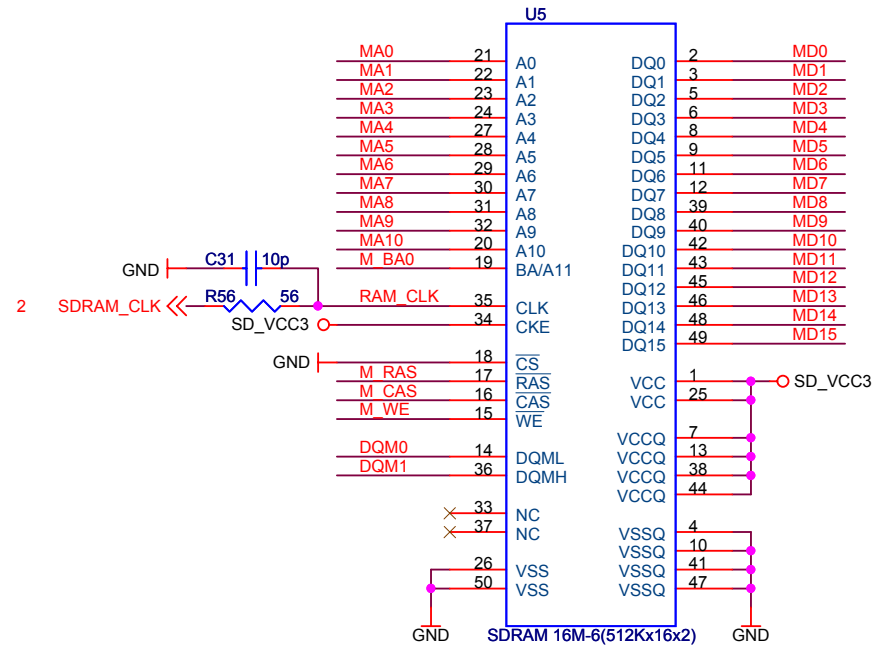 U5
MA0 21 A0 DQ0 2 MD0
MA1 22 A1 DQ1 3 MD1
MA2 23 A2 DQ2 5 MD2
MA3 24 A3 DQ3 6 MD3
MA4 27 A4 DQ4 8 MD4
MA5 28 A5 DQ5 9 MD5
MA6 29 A6 DQ6 11 MD6
MA7 30 A7 DQ7 12 MD7
MA8 31 A8 DQ8 39 MD8
MA9 32 A9 DQ9 40 MD9
MA10 20 A10 DQ10 42 MD10
GND C31 10p M_BA0 19 BA/A11 DQ11 43 MD11
DQ12 45 MD12
2 SDRAM_CLK R56 56 RAM_CLK 35 CLK DQ13 46 MD13
SD_VCC3 34 CKE DQ14 48 MD14
DQ15 49 MD15
GND 18 CS
M_RAS 17 RAS VCC 1 SD_VCC3
M_CAS 16 CAS VCC 25
M_WE 15 WE
VCCQ 7
DQM0 14 DQML VCCQ 13
DQM1 36 DQMH VCCQ 38
VCCQ 44
33 NC
37 NC VSSQ 4
VSSQ 10
26 VSS VSSQ 41
50 VSS VSSQ 47
GND SDRAM 16M-6(512Kx16x2) GND